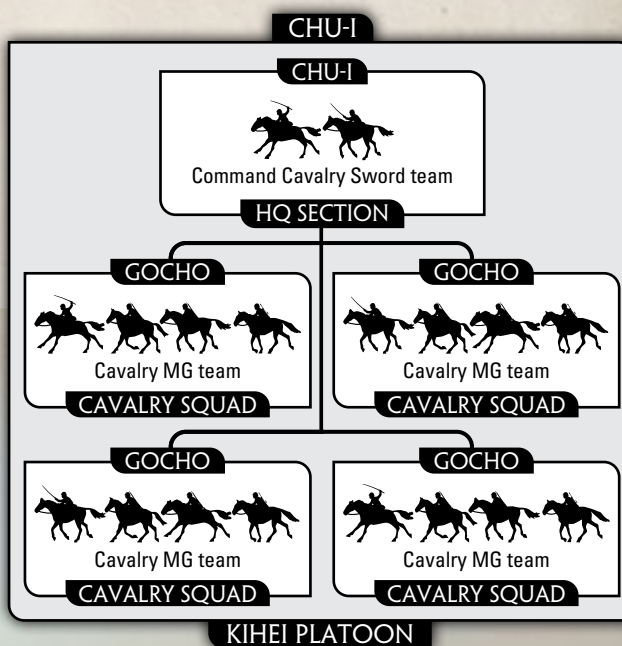 CHU-I
CHU-I
Command Cavalry Sword team
HQ SECTION
GOCHO
Cavalry MG team
CAVALRY SQUAD
GOCHO
Cavalry MG team
CAVALRY SQUAD
GOCHO
Cavalry MG team
CAVALRY SQUAD
GOCHO
Cavalry MG team
CAVALRY SQUAD
KIHEI PLATOON